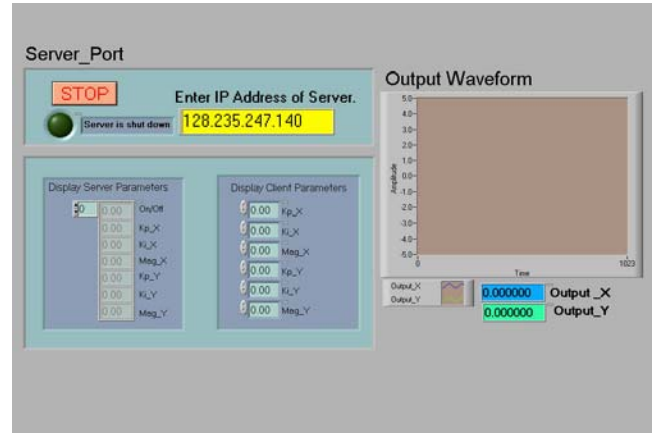 Server_Port
STOP
Enter IP Address of Server.
Server is shut down
128.235.247.140
Display Server Parameters
0
0.00 On/Off
0.00 Kp_X
0.00 Ki_X
0.00 Mag_X
0.00 Kp_Y
0.00 Ki_Y
0.00 Mag_Y
Display Client Parameters
0.00 Kp_X
0.00 Ki_X
0.00 Mag_X
0.00 Kp_Y
0.00 Ki_Y
0.00 Mag_Y
Output Waveform
Amplitude
5.0
4.0
3.0
2.0
1.0
0.0
-1.0
-2.0
-3.0
-4.0
-5.0
0
1023
Time
Output_X
Output_Y
0.000000 Output _X
0.000000 Output_Y